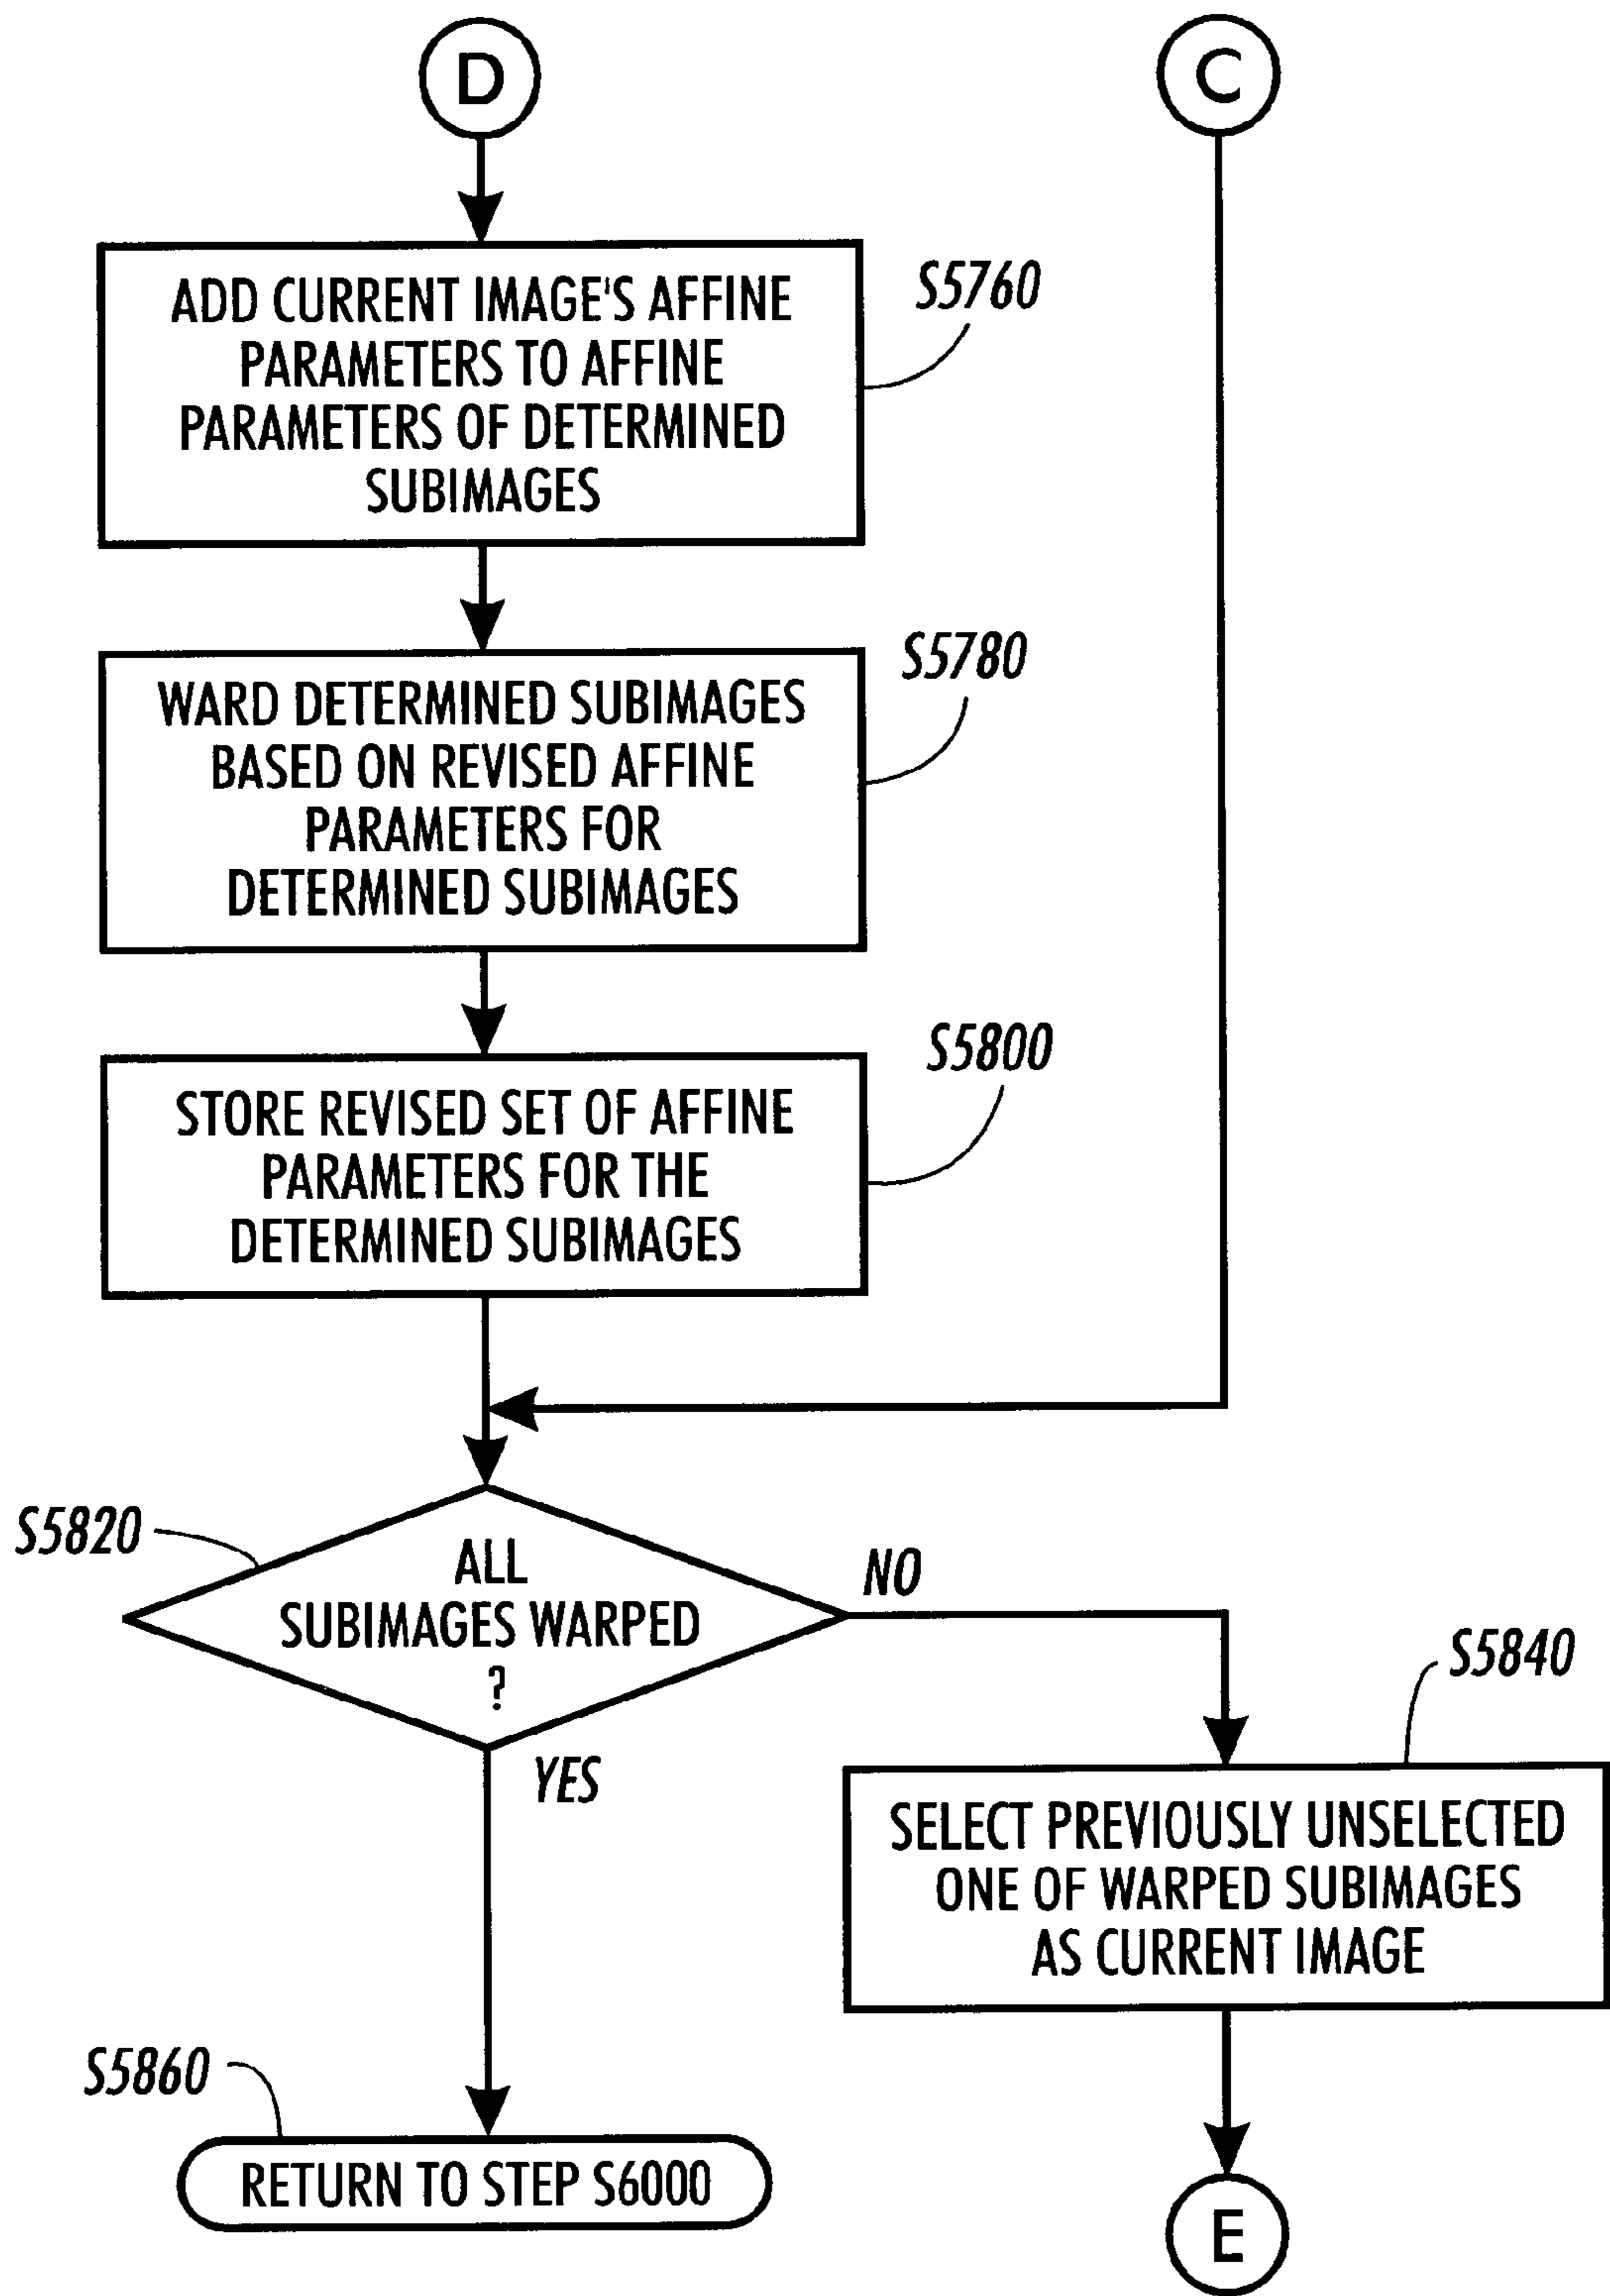 D
C
ADD CURRENT IMAGE'S AFFINE
PARAMETERS TO AFFINE
PARAMETERS OF DETERMINED
SUBIMAGES
S5760
WARD DETERMINED SUBIMAGES
BASED ON REVISED AFFINE
PARAMETERS FOR
DETERMINED SUBIMAGES
S5780
STORE REVISED SET OF AFFINE
PARAMETERS FOR THE
DETERMINED SUBIMAGES
S5800
S5820
ALL
SUBIMAGES WARPED
?
NO
YES
S5840
SELECT PREVIOUSLY UNSELECTED
ONE OF WARPED SUBIMAGES
AS CURRENT IMAGE
S5860
RETURN TO STEP S6000
E